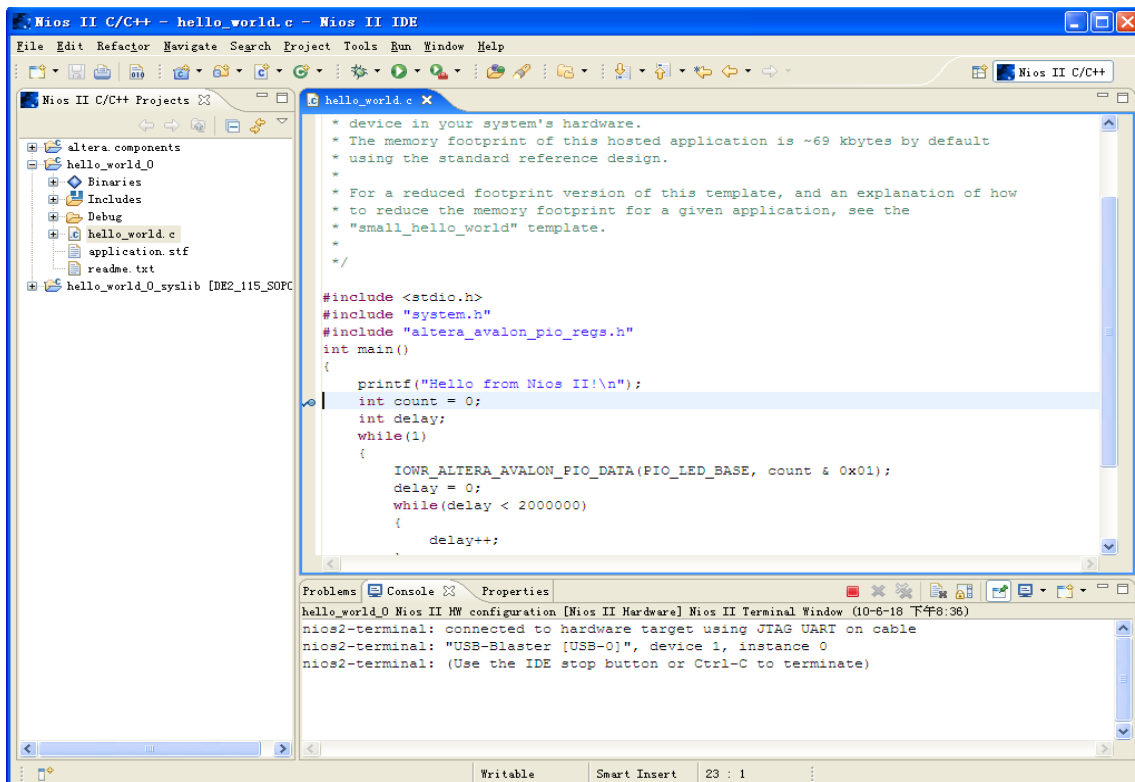 Nios II C/C++ - hello_world.c - Nios II IDE
File Edit Refactor Navigate Search Project Tools Run Window Help
Nios II C/C++
Nios II C/C++ Projects
altera.components
hello_world_0
Binaries
Includes
Debug
hello_world.c
application.stf
readme.txt
hello_world_0_syslib [DE2_115_SOPC
hello_world.c
* device in your system's hardware.
* The memory footprint of this hosted application is ~69 kbytes by default
* using the standard reference design.
*
* For a reduced footprint version of this template, and an explanation of how
* to reduce the memory footprint for a given application, see the
* "small_hello_world" template.
*
*/
#include <stdio.h>
#include "system.h"
#include "altera_avalon_pio_regs.h"
int main()
{
printf("Hello from Nios II!\n");
int count = 0;
int delay;
while(1)
{
IOWR_ALTERA_AVALON_PIO_DATA(PIO_LED_BASE, count & 0x01);
delay = 0;
while(delay < 2000000)
{
delay++;
Problems Console Properties
hello_world_0 Nios II HW configuration [Nios II Hardware] Nios II Terminal Window (10-6-18 下午8:36)
nios2-terminal: connected to hardware target using JTAG UART on cable
nios2-terminal: "USB-Blaster [USB-0]", device 1, instance 0
nios2-terminal: (Use the IDE stop button or Ctrl-C to terminate)
Writable Smart Insert 23 : 1